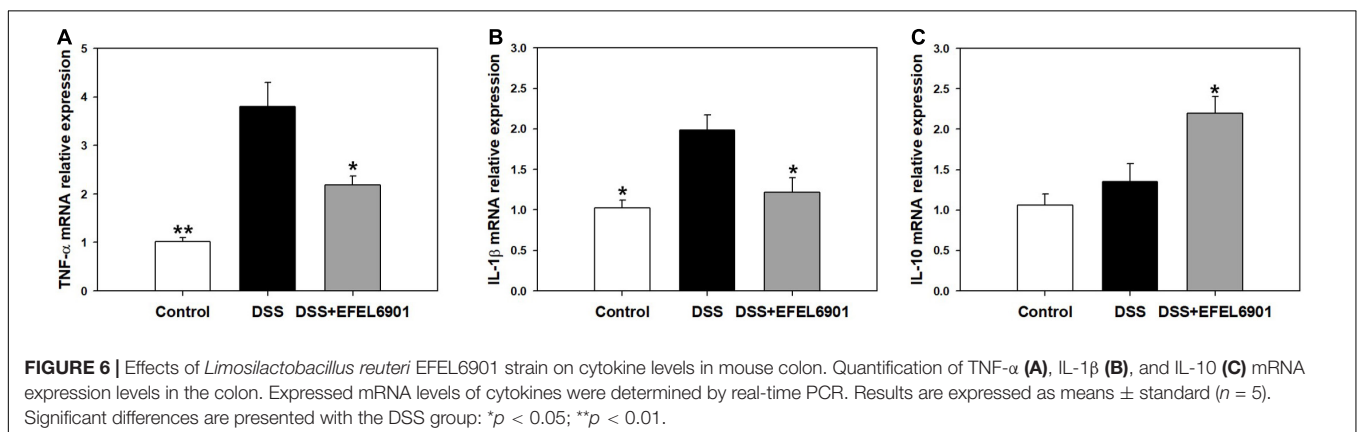 A
B
C
TNF-α mRNA relative expression
5
4
3
2
1
0
**
*
Control DSS DSS+EFEL6901
IL-1β mRNA relative expression
3.0
2.5
2.0
1.5
1.0
0.5
0.0
*
*
Control DSS DSS+EFEL6901
IL-10 mRNA relative expression
3.0
2.5
2.0
1.5
1.0
0.5
0.0
*
Control DSS DSS+EFEL6901
FIGURE 6 | Effects of Limosilactobacillus reuteri EFEL6901 strain on cytokine levels in mouse colon. Quantification of TNF-α (A), IL-1β (B), and IL-10 (C) mRNA
expression levels in the colon. Expressed mRNA levels of cytokines were determined by real-time PCR. Results are expressed as means ± standard (n = 5).
Significant differences are presented with the DSS group: *p < 0.05; **p < 0.01.